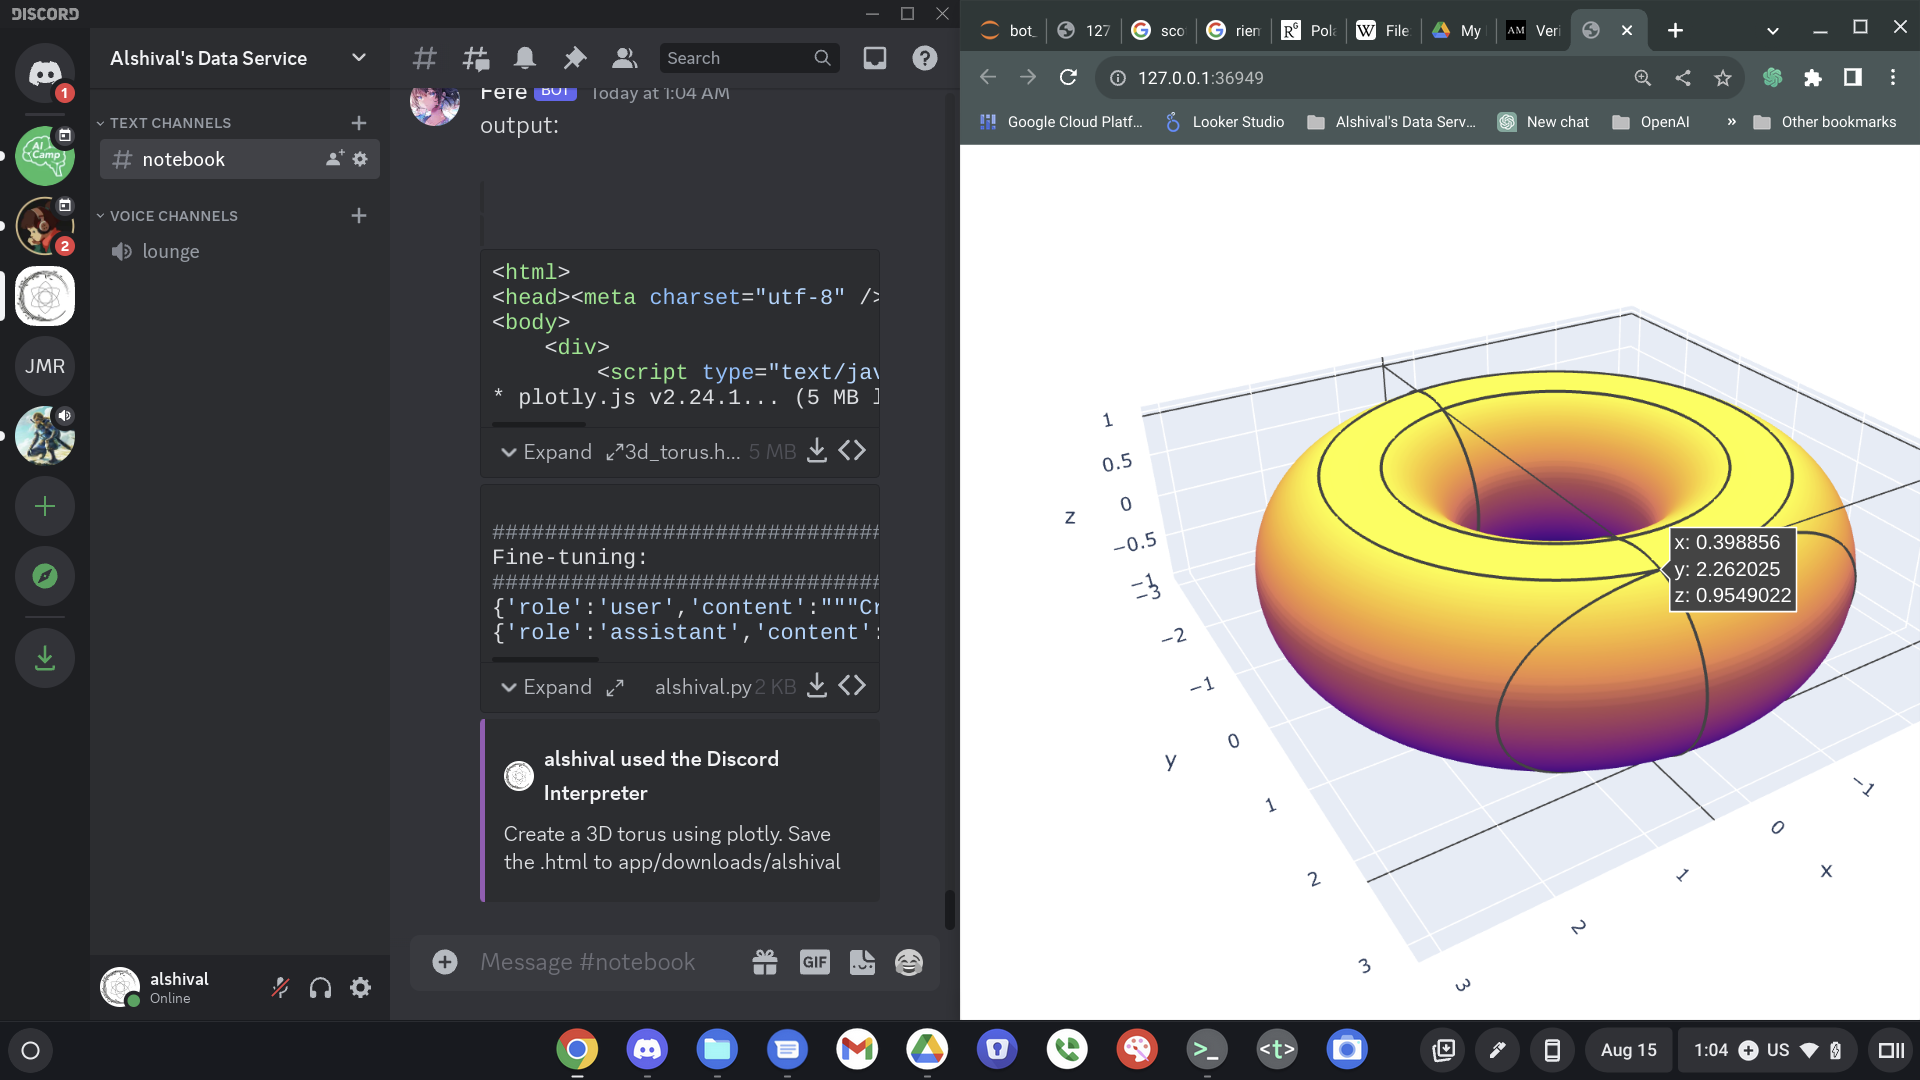 DISCORD
1
AI
Camp
2
JMR
Alshival's Data Service
TEXT CHANNELS
notebook
VOICE CHANNELS
lounge
alshival
Online
Search
Fefe BOT Today at 1:04 AM
output:
<html>
<head><meta charset="utf-8" />
<body>
<div>
<script type="text/jav
* plotly.js v2.24.1... (5 MB l
Expand 3d_torus.h... 5 MB
##############################
Fine-tuning:
##############################
{'role':'user','content':"""Cr
{'role':'assistant','content':
Expand alshival.py 2 KB
alshival used the Discord
Interpreter
Create a 3D torus using plotly. Save
the .html to app/downloads/alshival
Message #notebook
GIF
bot_ 127 sco rien Pola File My AM Veri
127.0.0.1:36949
Google Cloud Platf... Looker Studio Alshival's Data Serv... New chat OpenAI » Other bookmarks
1
0.5
0
−0.5
−1
z
−3
−2
−1
0
1
2
3
y
−1
0
1
2
3
x
x: 0.398856
y: 2.262025
z: 0.9549022
>_
<t>
Aug 15
1:04 US